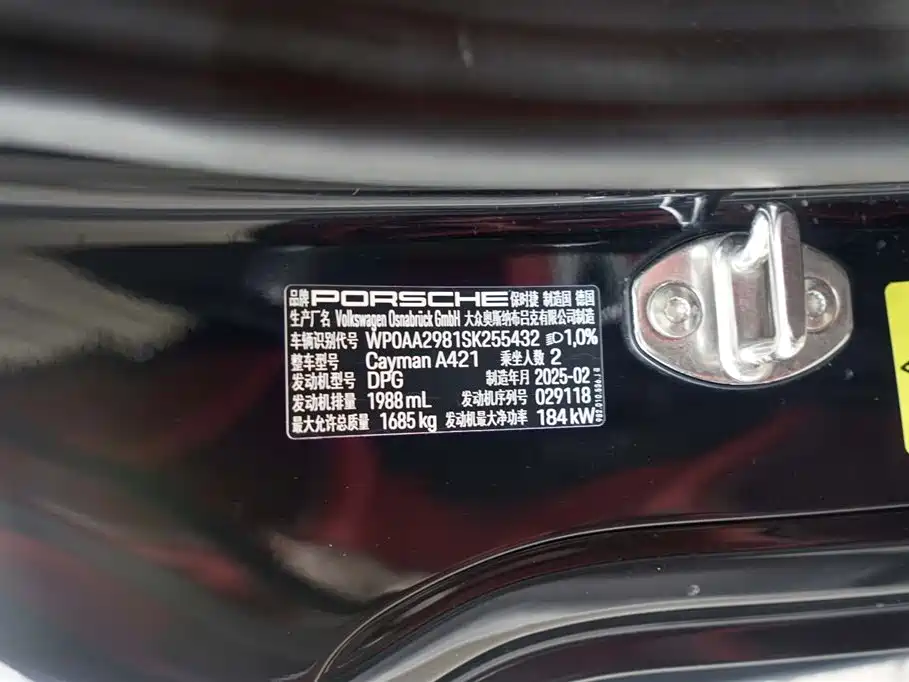 品牌 PORSCHE 保时捷 制造国 德国
生产厂名 Volkswagen Osnabrück GmbH 大众奥斯纳布吕克有限公司制造
车辆识别代号 WP0AA2981SK255432 1,0%
整车型号 Cayman A421 乘坐人数 2
发动机型号 DPG 制造年月 2025-02
发动机排量 1988 mL 发动机序列号 029118
最大允许总质量 1685 kg 发动机最大净功率 184 kW